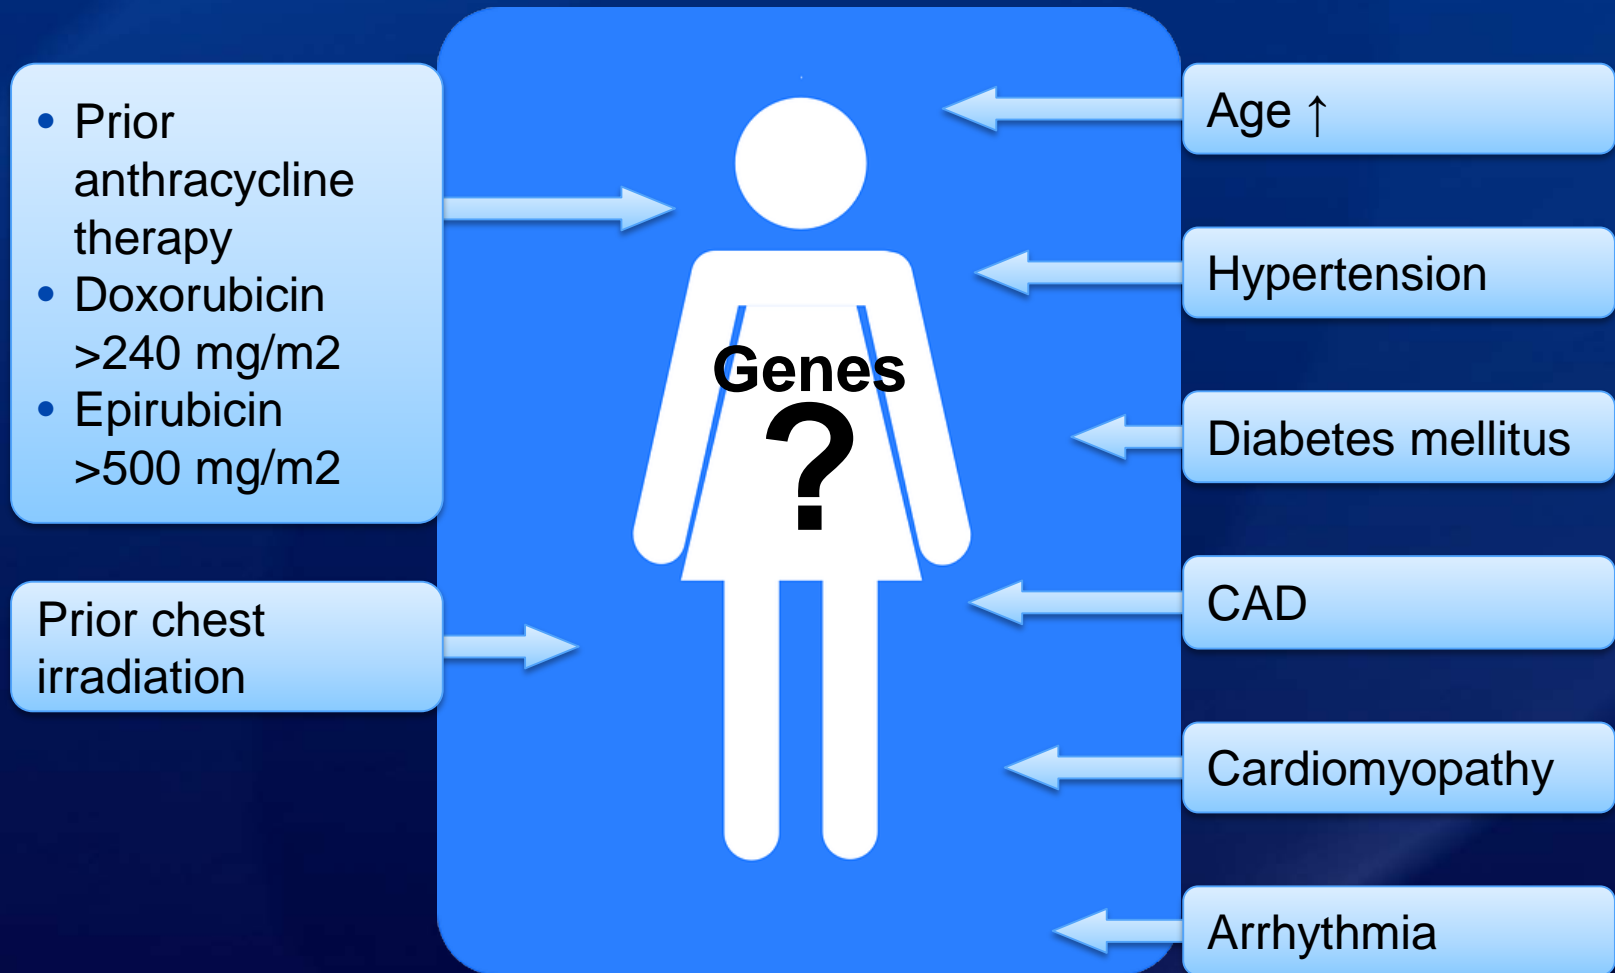 • Prior
anthracycline
therapy
• Doxorubicin
>240 mg/m2
• Epirubicin
>500 mg/m2
Prior chest
irradiation
Genes
?
Age ↑
Hypertension
Diabetes mellitus
CAD
Cardiomyopathy
Arrhythmia